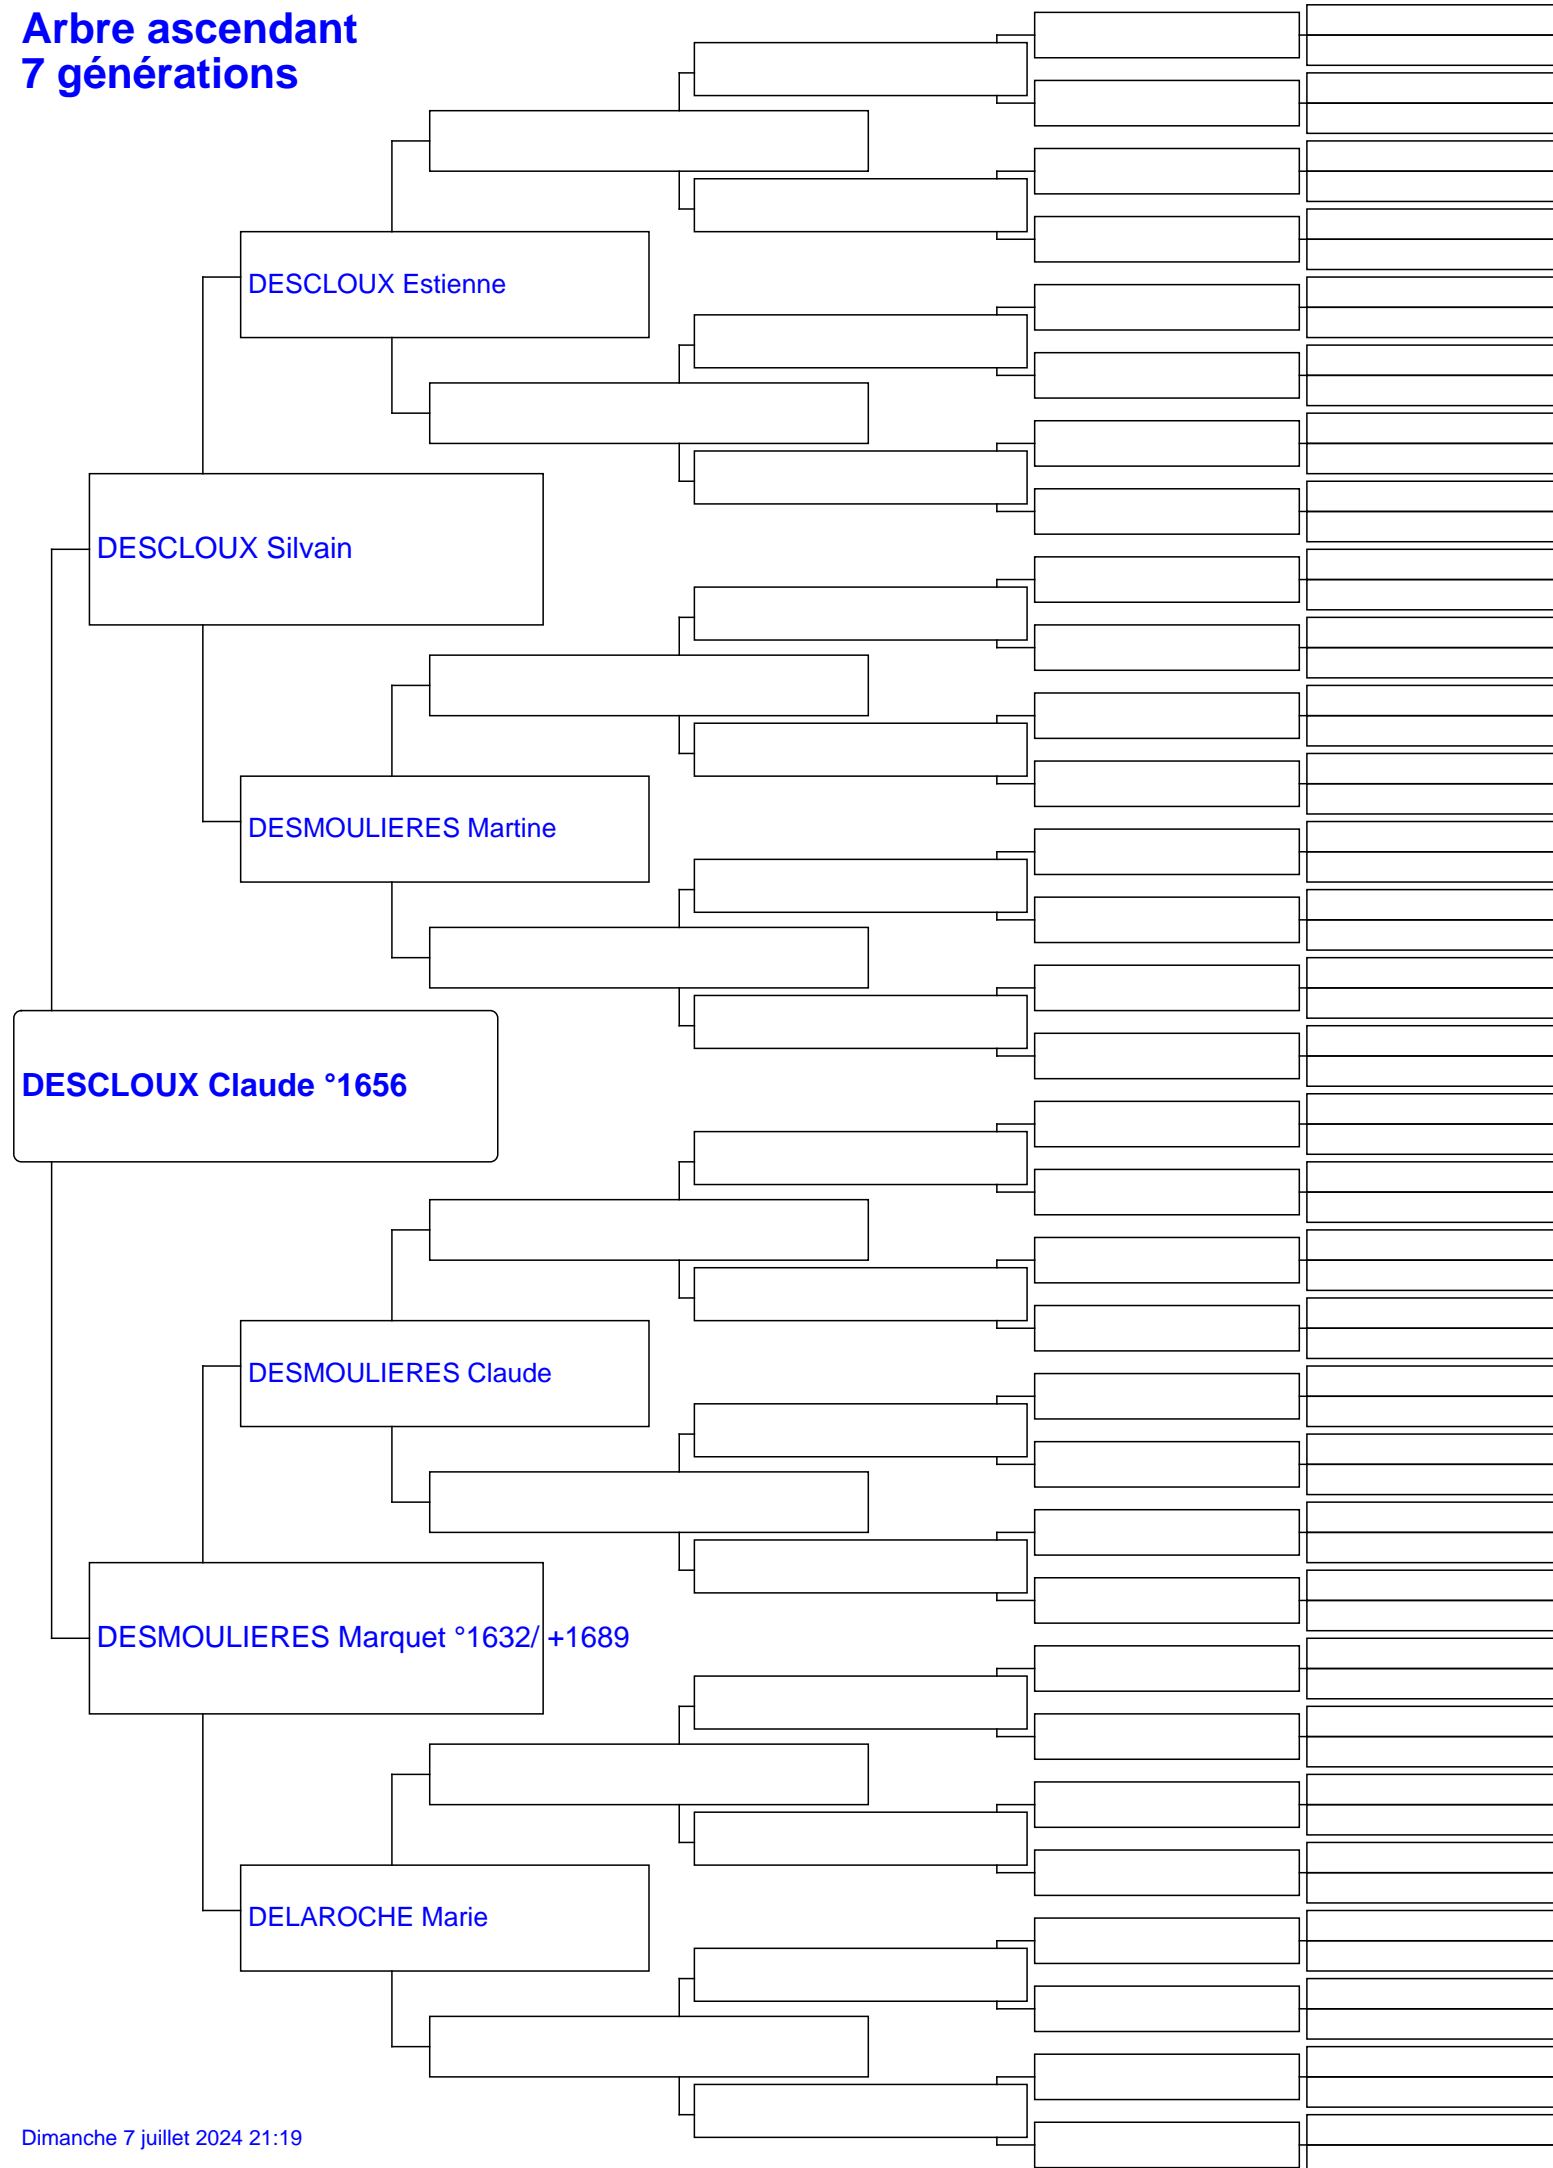 Arbre ascendant
7 générations
DESCLOUX Estienne
DESCLOUX Silvain
DESMOULIERES Martine
DESCLOUX Claude °1656
DESMOULIERES Claude
DESMOULIERES Marquet °1632/ +1689
DELAROCHE Marie
Dimanche 7 juillet 2024 21:19